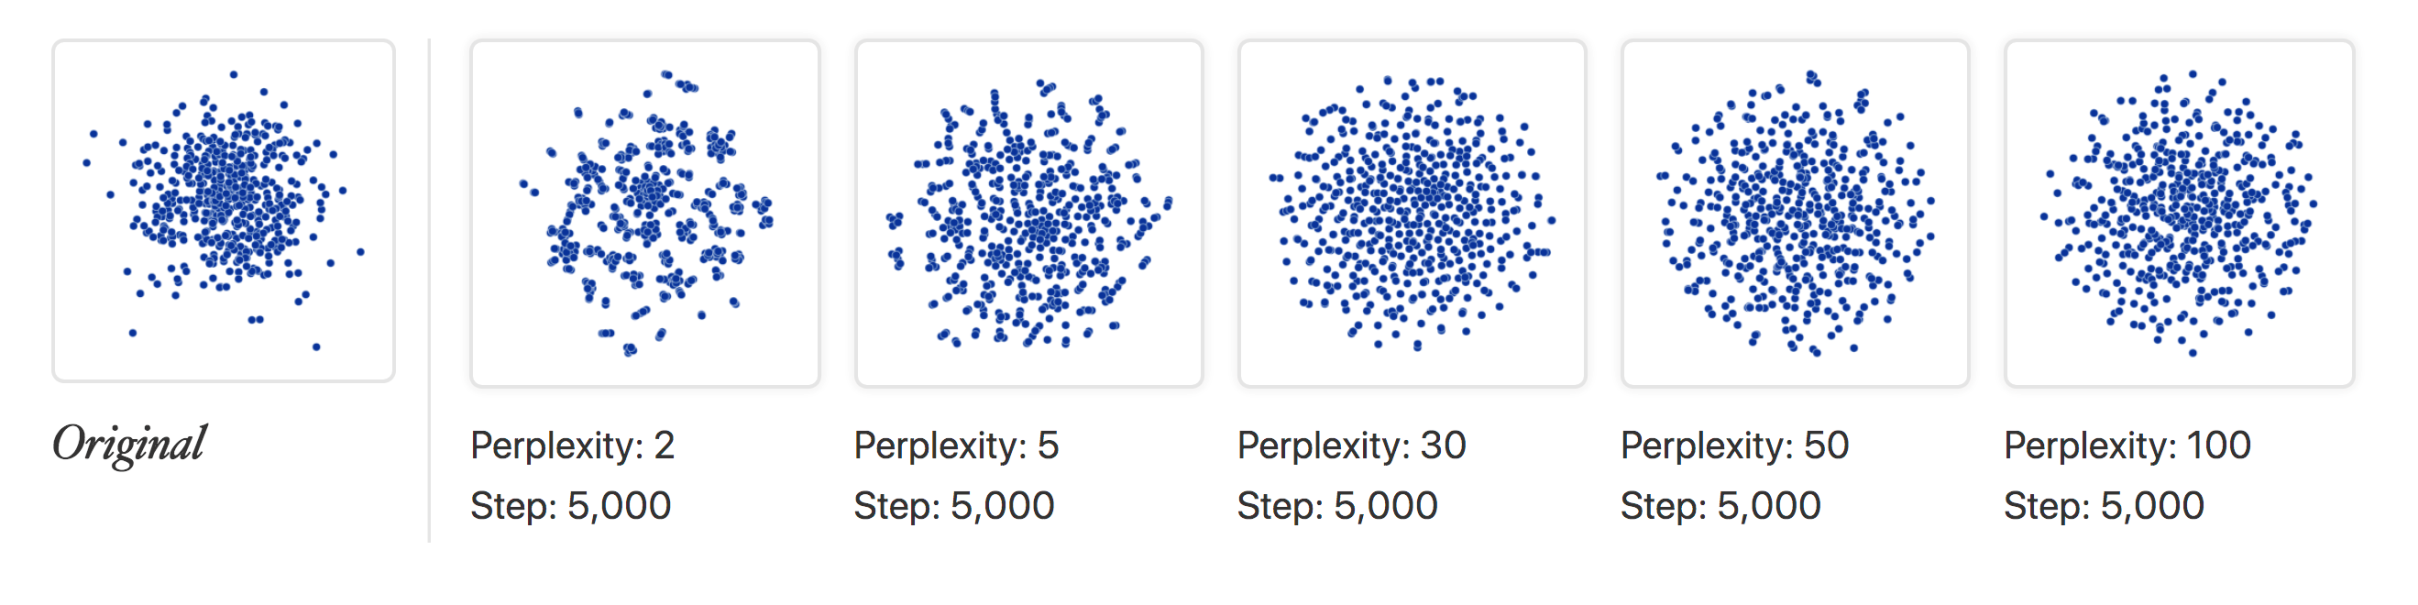 Original
Perplexity: 2
Step: 5,000
Perplexity: 5
Step: 5,000
Perplexity: 30
Step: 5,000
Perplexity: 50
Step: 5,000
Perplexity: 100
Step: 5,000